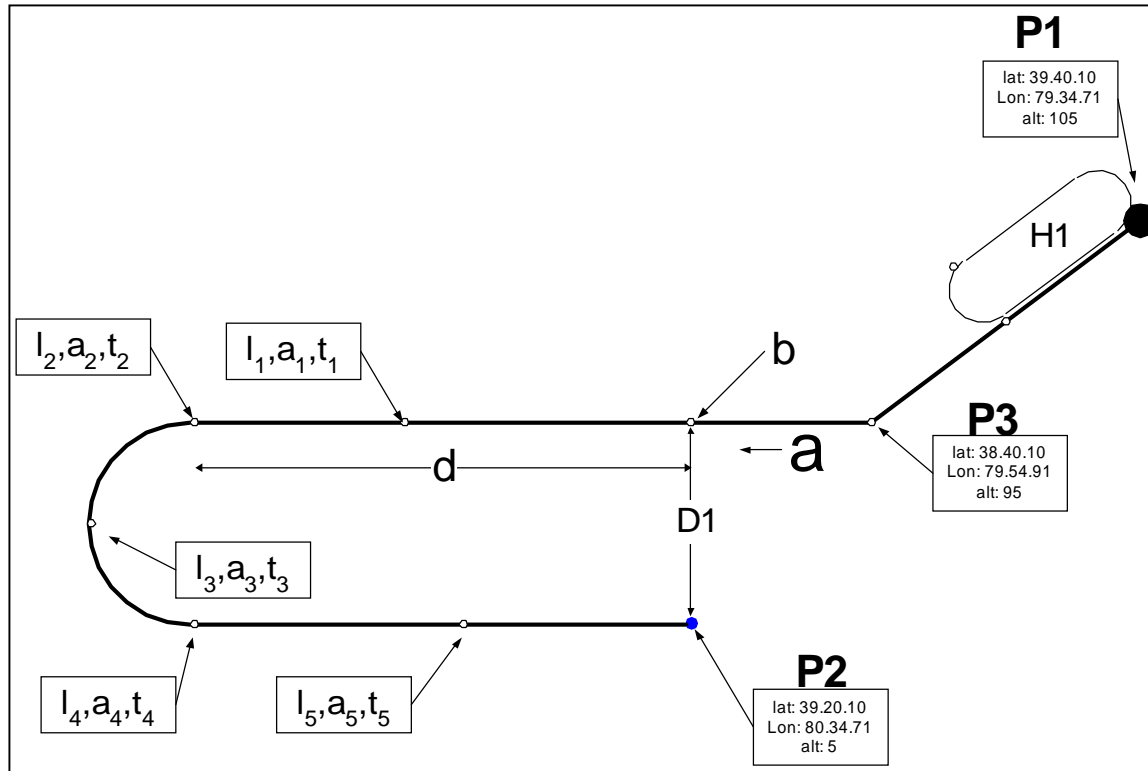 P1
lat: 39.40.10
Lon: 79.34.71
alt: 105
H1
l₂,a₂,t₂
l₁,a₁,t₁
b
P3
lat: 38.40.10
Lon: 79.54.91
alt: 95
a
d
D1
l₃,a₃,t₃
P2
lat: 39.20.10
Lon: 80.34.71
alt: 5
l₄,a₄,t₄
l₅,a₅,t₅